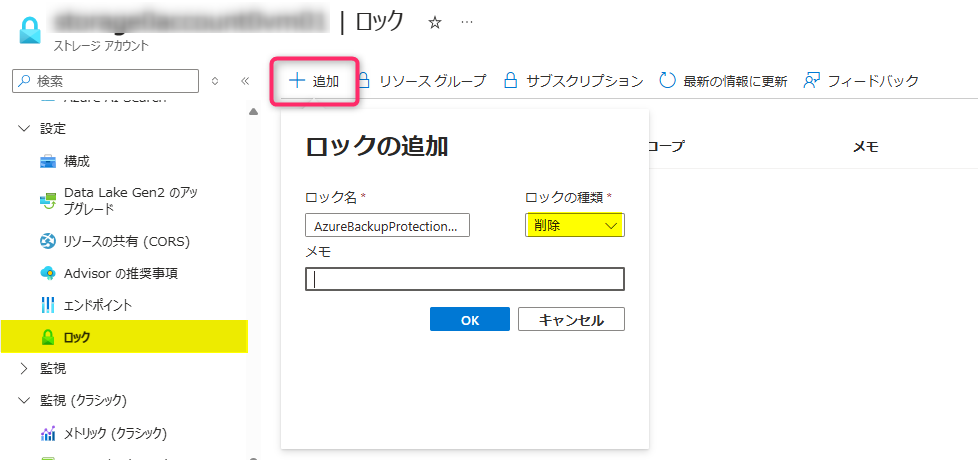 | ロック ☆ …
ストレージ アカウント
検索
«
追加
リソース グループ
サブスクリプション
最新の情報に更新
フィードバック
Azure AI Search
設定
構成
Data Lake Gen2 のアッ
プグレード
リソースの共有 (CORS)
Advisor の推奨事項
エンドポイント
ロック
監視
監視 (クラシック)
メトリック (クラシック)
ロックの追加
ロック名 *
ロックの種類 *
AzureBackupProtection...
削除
メモ
OK
キャンセル
コープ
メモ